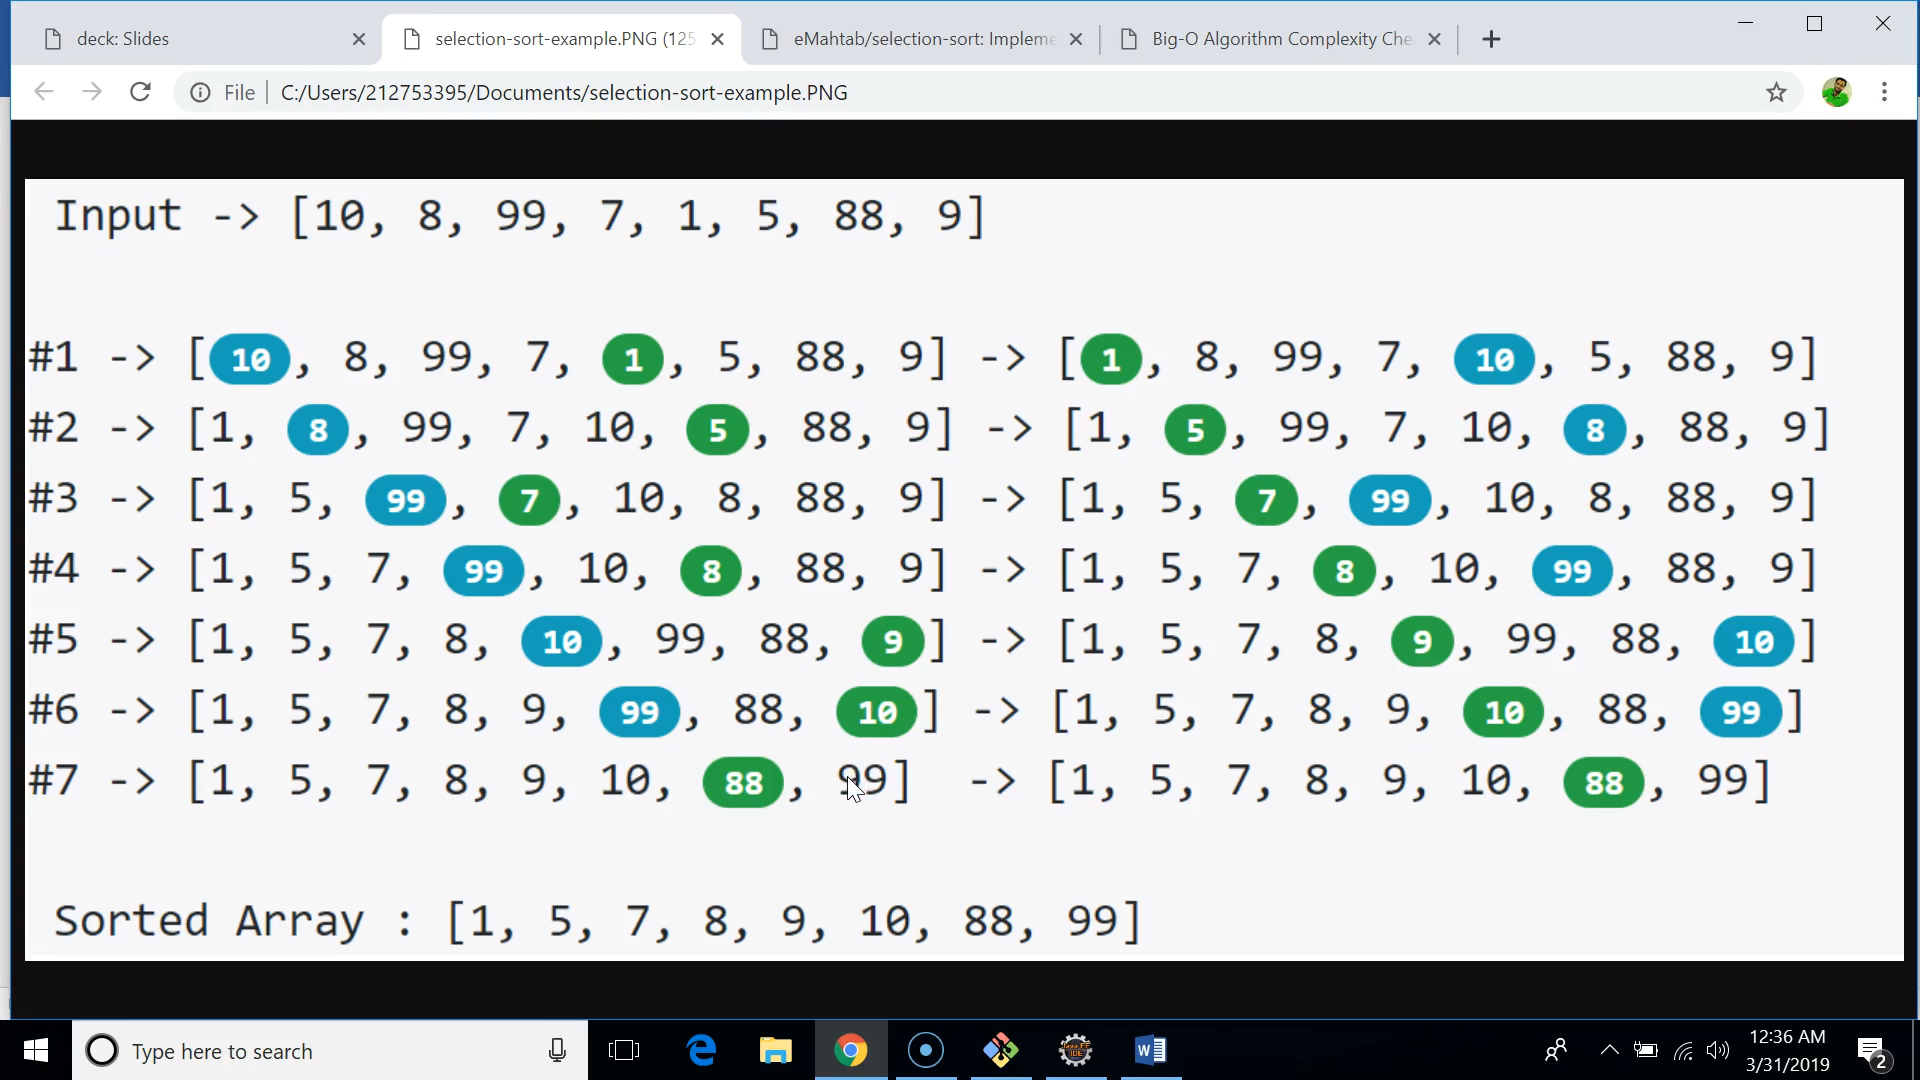 deck: Slides
selection-sort-example.PNG (125
eMahtab/selection-sort: Impleme
Big-O Algorithm Complexity Che
File
C:/Users/212753395/Documents/selection-sort-example.PNG
Input -> [10, 8, 99, 7, 1, 5, 88, 9]
#1 -> [10, 8, 99, 7, 1, 5, 88, 9] -> [1, 8, 99, 7, 10, 5, 88, 9]
#2 -> [1, 8, 99, 7, 10, 5, 88, 9] -> [1, 5, 99, 7, 10, 8, 88, 9]
#3 -> [1, 5, 99, 7, 10, 8, 88, 9] -> [1, 5, 7, 99, 10, 8, 88, 9]
#4 -> [1, 5, 7, 99, 10, 8, 88, 9] -> [1, 5, 7, 8, 10, 99, 88, 9]
#5 -> [1, 5, 7, 8, 10, 99, 88, 9] -> [1, 5, 7, 8, 9, 99, 88, 10]
#6 -> [1, 5, 7, 8, 9, 99, 88, 10] -> [1, 5, 7, 8, 9, 10, 88, 99]
#7 -> [1, 5, 7, 8, 9, 10, 88, 99] -> [1, 5, 7, 8, 9, 10, 88, 99]
Sorted Array : [1, 5, 7, 8, 9, 10, 88, 99]
Type here to search
12:36 AM
3/31/2019
2